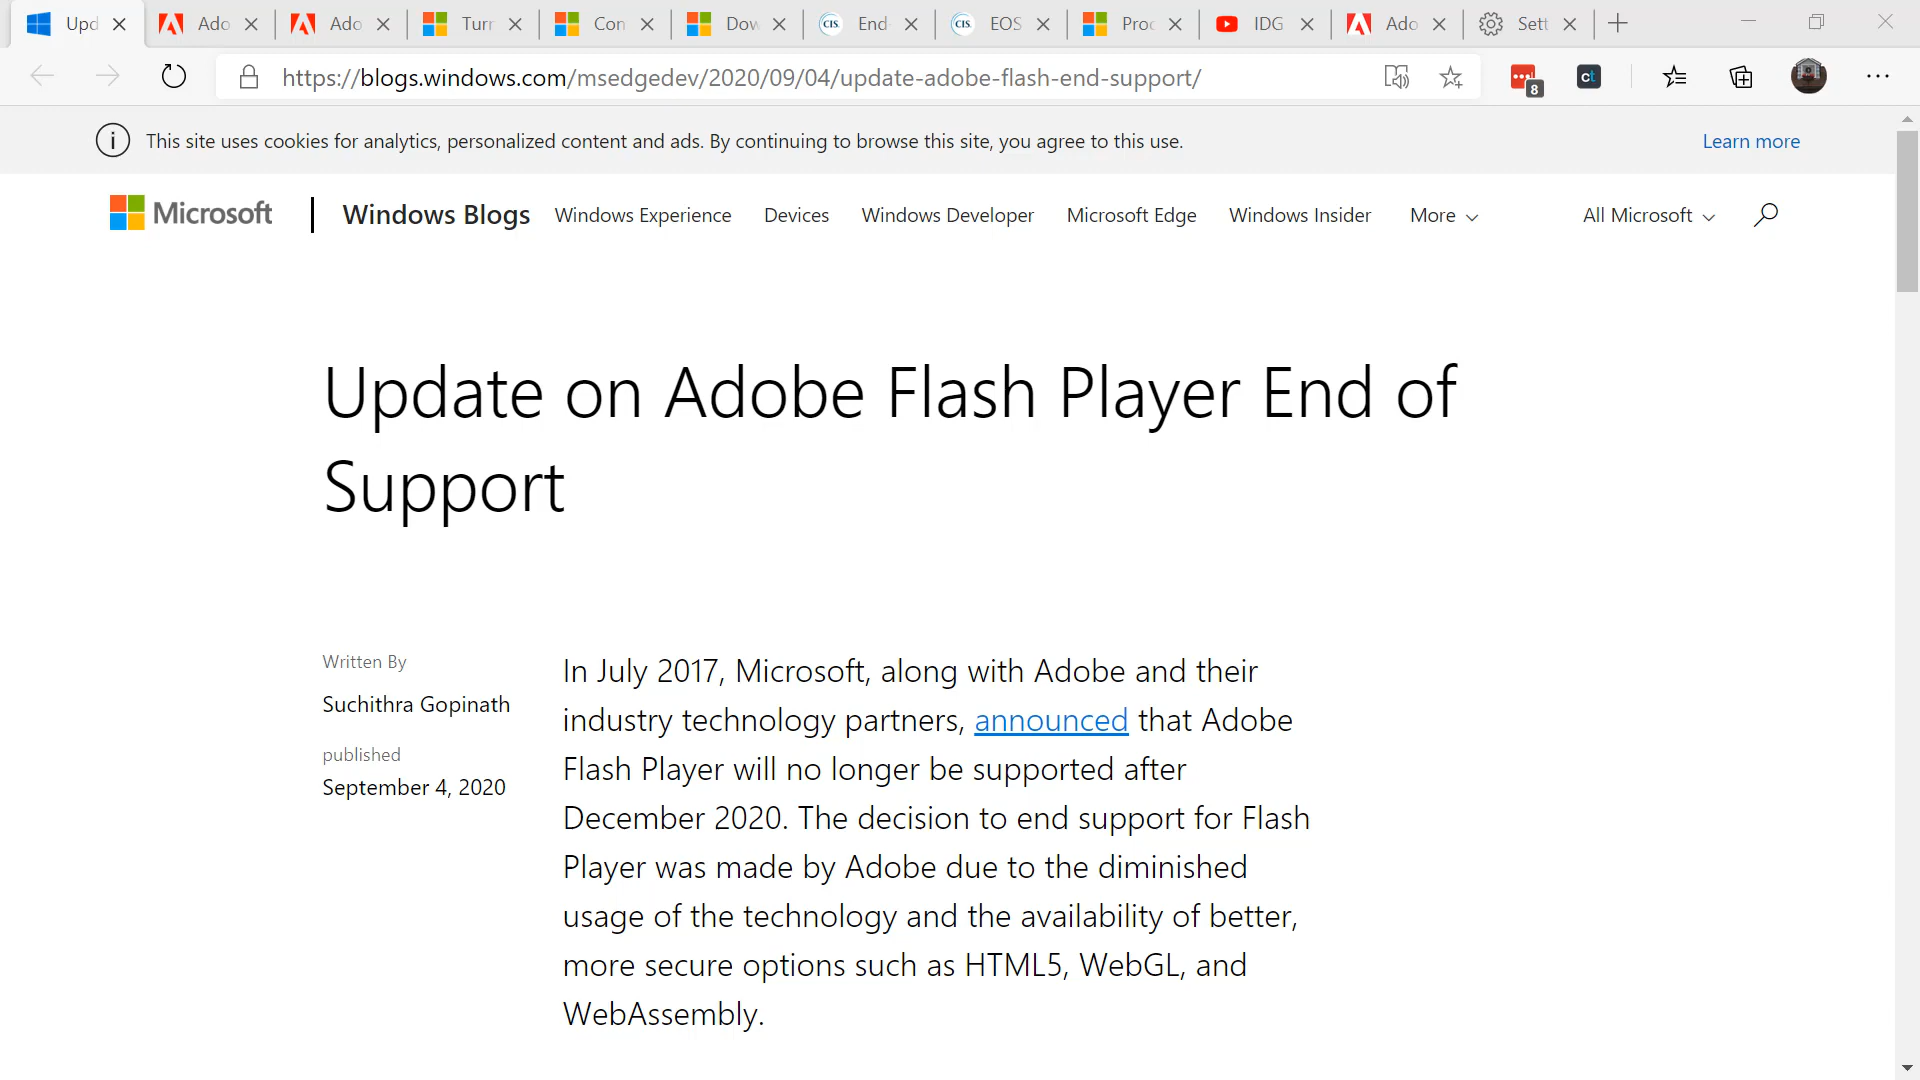 Upd
Ado
Ado
Turr
Con
Dow
End-
EOS
Proc
IDG
Ado
Sett
https://blogs.windows.com/msedgedev/2020/09/04/update-adobe-flash-end-support/
8
ct
This site uses cookies for analytics, personalized content and ads. By continuing to browse this site, you agree to this use.
Learn more
Microsoft
Windows Blogs
Windows Experience
Devices
Windows Developer
Microsoft Edge
Windows Insider
More
All Microsoft
Update on Adobe Flash Player End of
Support
Written By
Suchithra Gopinath
published
September 4, 2020
In July 2017, Microsoft, along with Adobe and their
industry technology partners, announced that Adobe
Flash Player will no longer be supported after
December 2020. The decision to end support for Flash
Player was made by Adobe due to the diminished
usage of the technology and the availability of better,
more secure options such as HTML5, WebGL, and
WebAssembly.